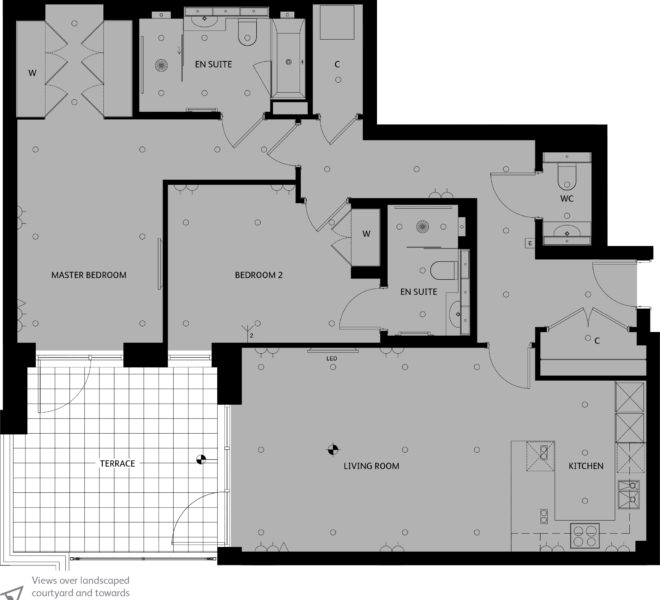 EN SUITE
W
C
WC
W
MASTER BEDROOM
BEDROOM 2
EN SUITE
2
C
LED
TERRACE
LIVING ROOM
KITCHEN
Views over landscaped
courtyard and towards